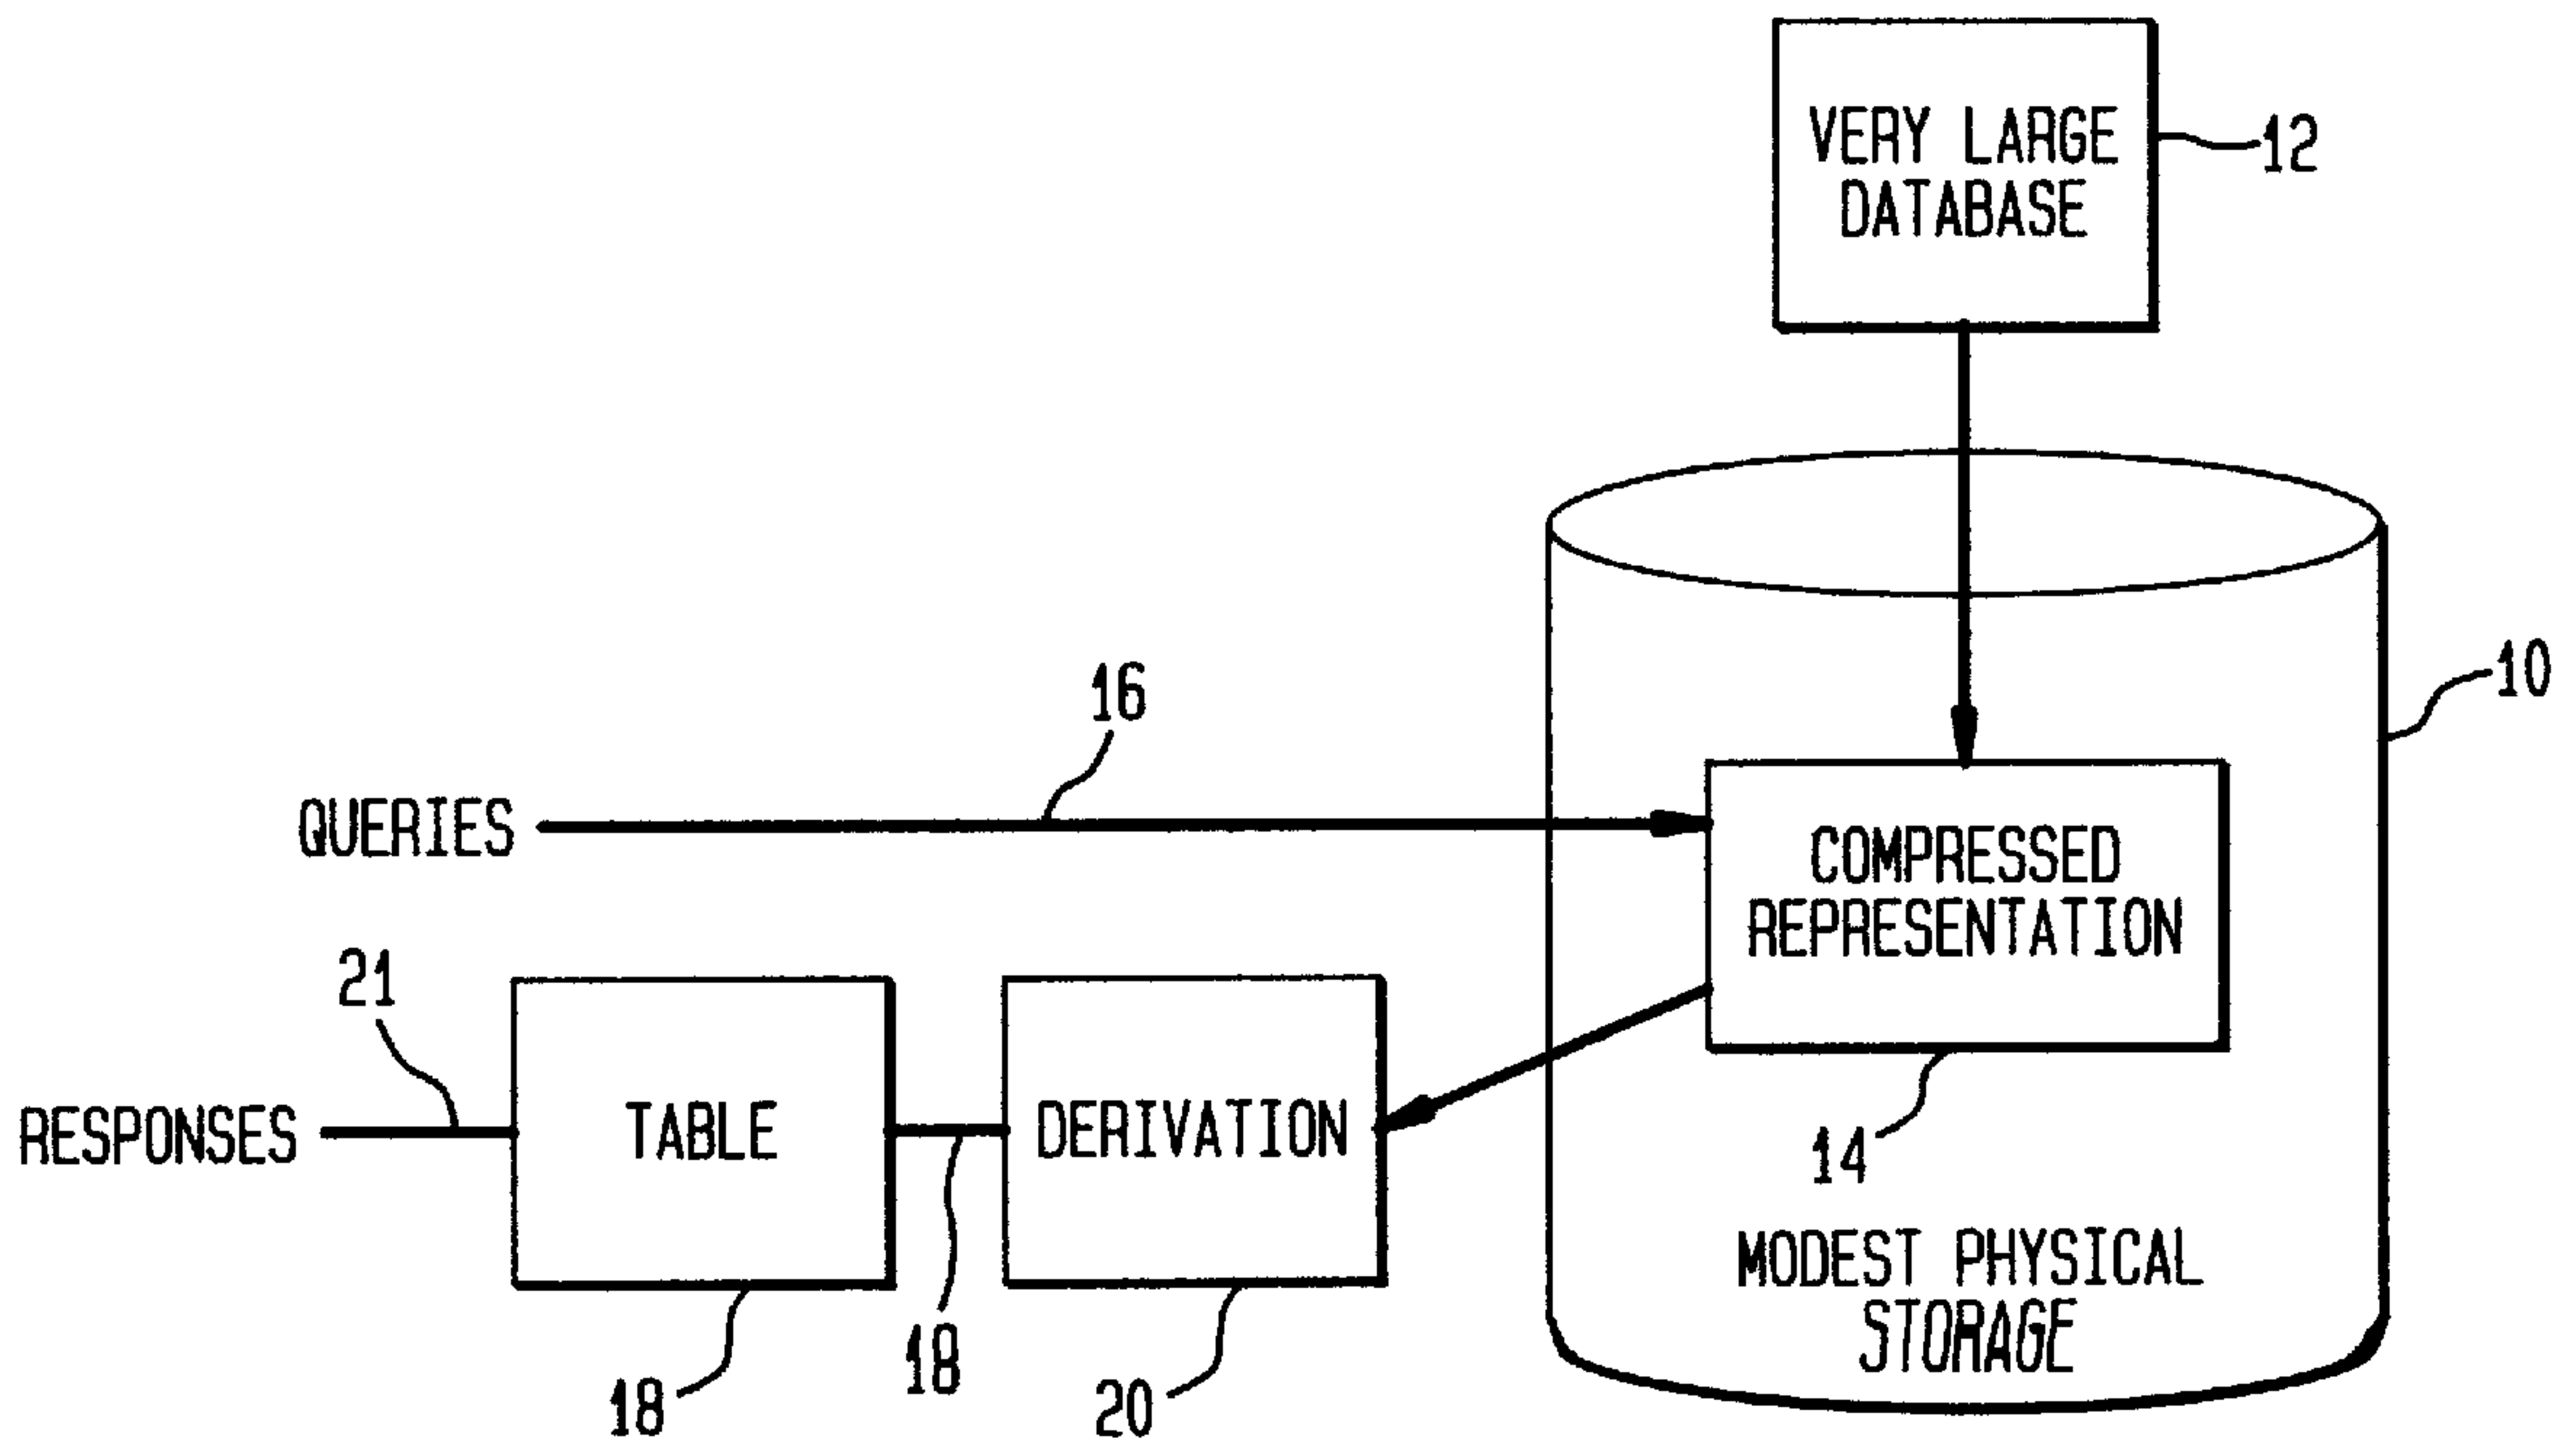 VERY LARGE
DATABASE
12
10
16
QUERIES
COMPRESSED
REPRESENTATION
21
RESPONSES
TABLE
DERIVATION
14
MODEST PHYSICAL
STORAGE
18
18
20